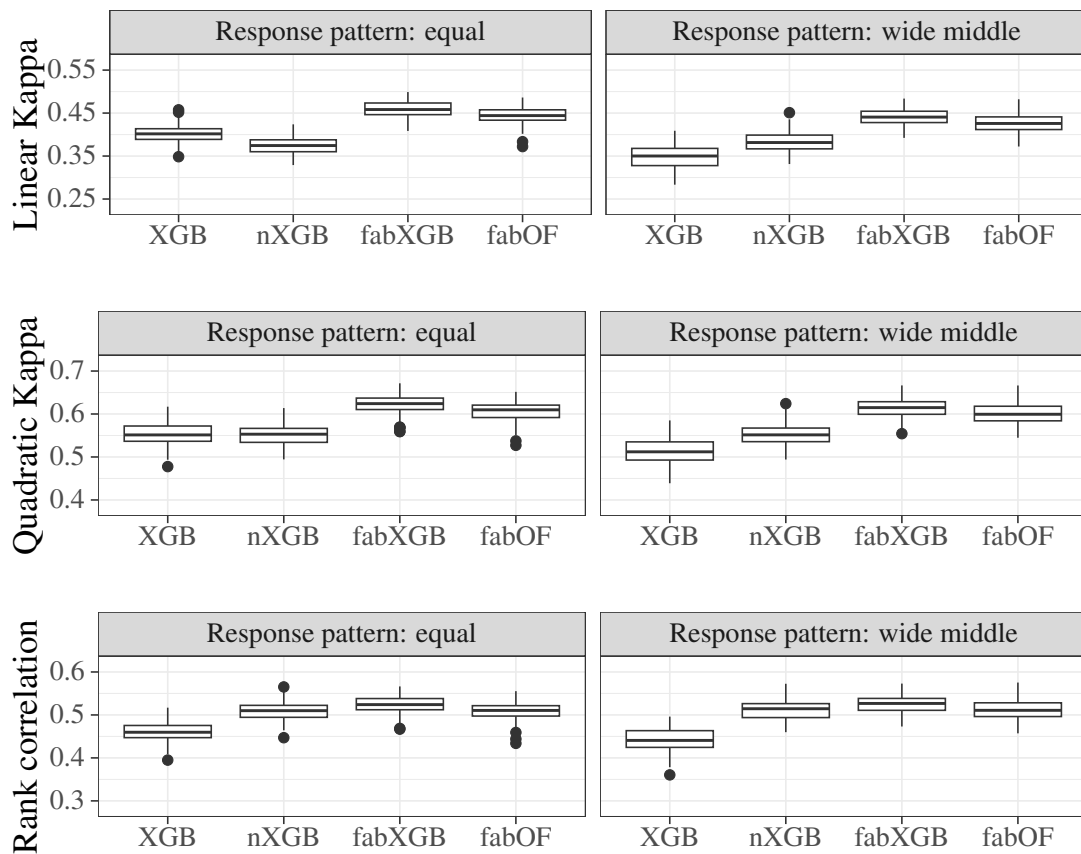 Linear Kappa
Response pattern: equal
Response pattern: wide middle
0.55
0.45
0.35
0.25
XGB nXGB fabXGB fabOF
XGB nXGB fabXGB fabOF
Quadratic Kappa
Response pattern: equal
Response pattern: wide middle
0.7
0.6
0.5
0.4
XGB nXGB fabXGB fabOF
XGB nXGB fabXGB fabOF
Rank correlation
Response pattern: equal
Response pattern: wide middle
0.6
0.5
0.4
0.3
XGB nXGB fabXGB fabOF
XGB nXGB fabXGB fabOF